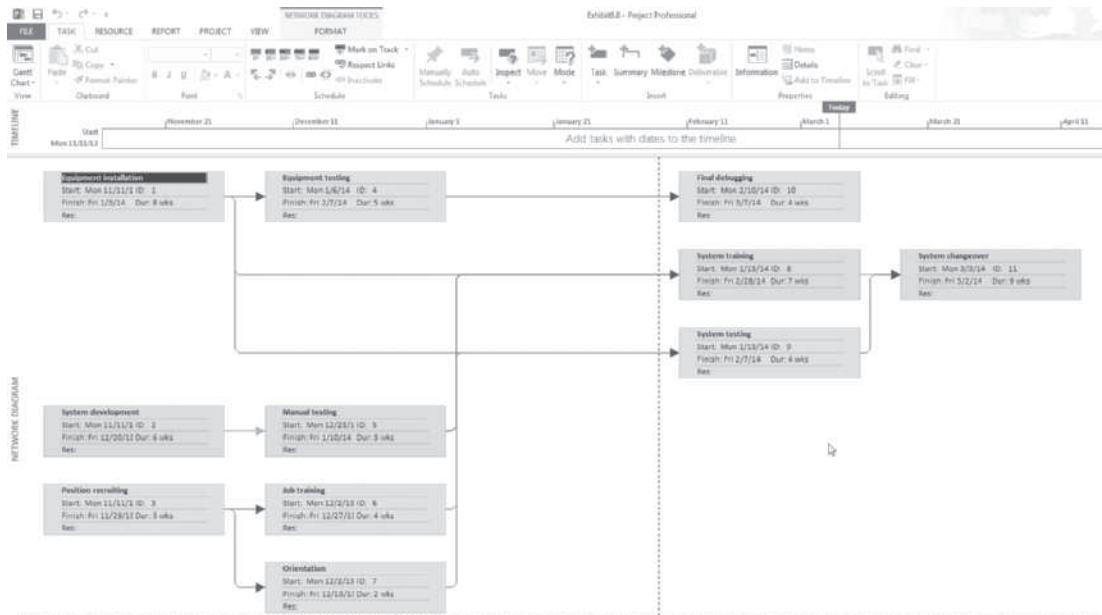 NETWORK DIAGRAM TOOLS
Exhibit8.8 - Project Professional
FILE TASK RESOURCE REPORT PROJECT VIEW FORMAT
Gantt Chart
View
Paste
Cut
Copy
Format Painter
Clipboard
B I U A
Font
Mark on Track
Respect Links
Inactivate
Schedule
Manually Schedule
Auto Schedule
Inspect
Move
Mode
Tasks
Task
Summary
Milestone
Deliverable
Insert
Information
Notes
Details
Add to Timeline
Properties
Scroll to Task
Find
Clear
Fill
Editing
Today
TIMELINE
Start
Mon 11/11/13
November 21 December 11 January 1 January 21 February 11 March 1 March 21 April 11
Add tasks with dates to the timeline
NETWORK DIAGRAM
Equipment installation
Start: Mon 11/11/1 ID: 1
Finish: Fri 1/3/14 Dur: 8 wks
Res:
Equipment testing
Start: Mon 1/6/14 ID: 4
Finish: Fri 2/7/14 Dur: 5 wks
Res:
Final debugging
Start: Mon 2/10/14 ID: 10
Finish: Fri 3/7/14 Dur: 4 wks
Res:
System training
Start: Mon 1/13/14 ID: 8
Finish: Fri 2/28/14 Dur: 7 wks
Res:
System changeover
Start: Mon 3/3/14 ID: 11
Finish: Fri 5/2/14 Dur: 9 wks
Res:
System testing
Start: Mon 1/13/14 ID: 9
Finish: Fri 2/7/14 Dur: 4 wks
Res:
System development
Start: Mon 11/11/1 ID: 2
Finish: Fri 12/20/13 Dur: 6 wks
Res:
Manual testing
Start: Mon 12/23/1 ID: 5
Finish: Fri 1/10/14 Dur: 3 wks
Res:
Position recruiting
Start: Mon 11/11/1 ID: 3
Finish: Fri 11/29/13 Dur: 3 wks
Res:
Job training
Start: Mon 12/2/13 ID: 6
Finish: Fri 12/27/13 Dur: 4 wks
Res:
Orientation
Start: Mon 12/2/13 ID: 7
Finish: Fri 12/13/13 Dur: 2 wks
Res: